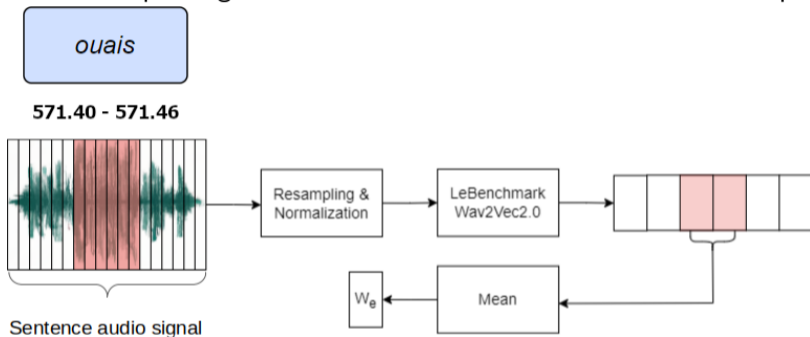 ouais
571.40 - 571.46
Resampling &
Normalization
LeBenchmark
Wav2Vec2.0
We
Mean
Sentence audio signal